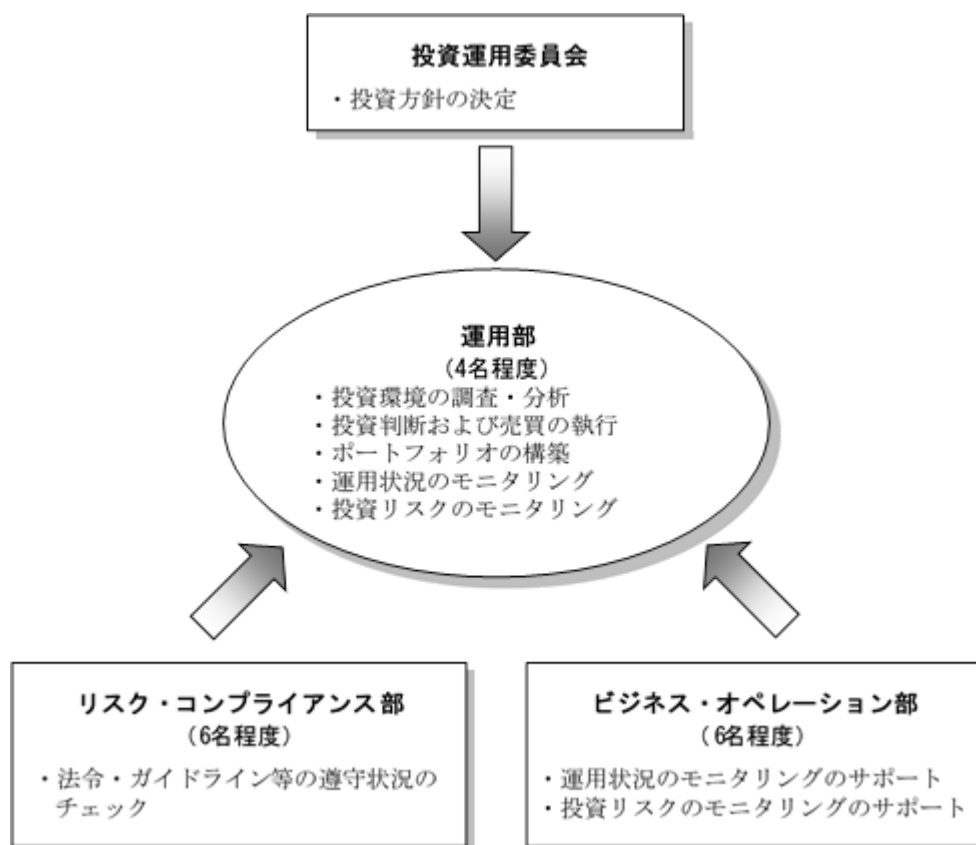 投資運用委員会
・投資方針の決定
運用部
(4名程度)
・投資環境の調査・分析
・投資判断および売買の執行
・ポートフォリオの構築
・運用状況のモニタリング
・投資リスクのモニタリング
リスク・コンプライアンス部
(6名程度)
・法令・ガイドライン等の遵守状況の
チェック
ビジネス・オペレーション部
(6名程度)
・運用状況のモニタリングのサポート
・投資リスクのモニタリングのサポート